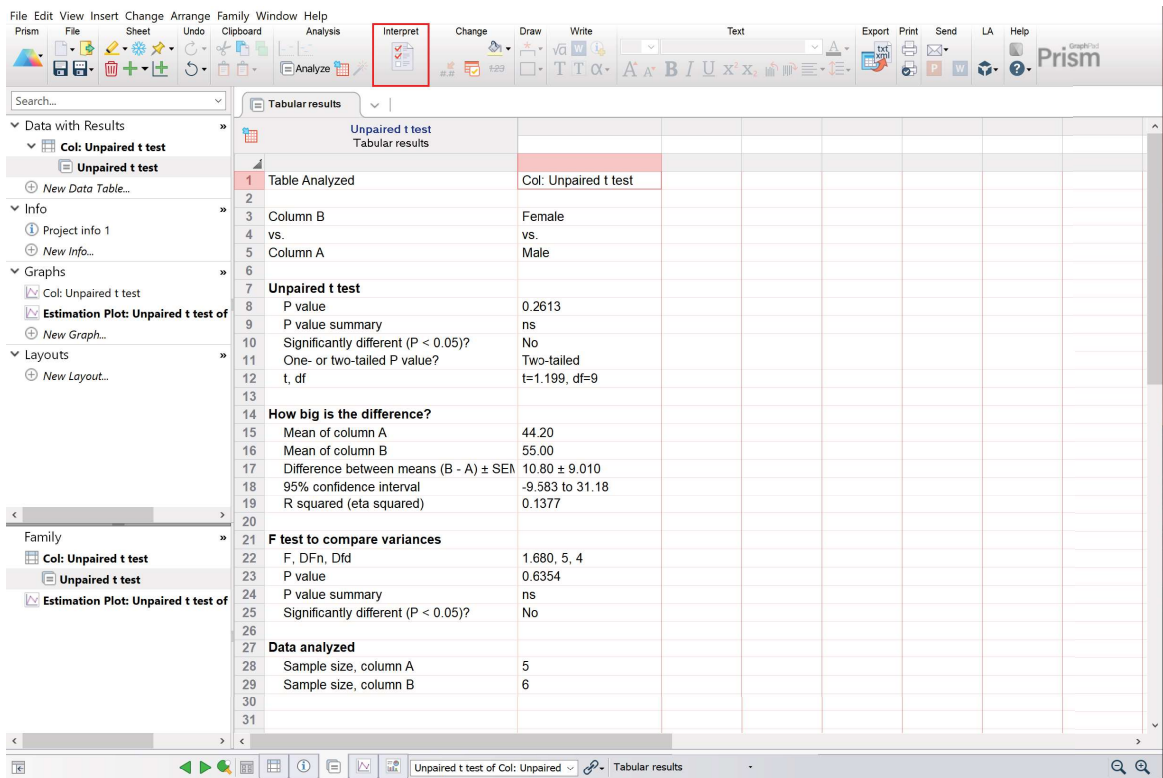 File Edit View Insert Change Arrange Family Window Help
Prism File Sheet Undo Clipboard Analysis Interpret Change Draw Write Text Export Print Send LA Help
Analyze
GraphPad
Prism
Search...
Tabular results
Data with Results
Col: Unpaired t test
Unpaired t test
New Data Table...
Info
Project info 1
New Info...
Graphs
Col: Unpaired t test
Estimation Plot: Unpaired t test of
New Graph...
Layouts
New Layout...
Family
Col: Unpaired t test
Unpaired t test
Estimation Plot: Unpaired t test of
Unpaired t test
Tabular results
1 Table Analyzed Col: Unpaired t test
2
3 Column B Female
4 vs. vs.
5 Column A Male
6
7 Unpaired t test
8 P value 0.2613
9 P value summary ns
10 Significantly different (P < 0.05)? No
11 One- or two-tailed P value? Two-tailed
12 t, df t=1.199, df=9
13
14 How big is the difference?
15 Mean of column A 44.20
16 Mean of column B 55.00
17 Difference between means (B - A) ± SEM 10.80 ± 9.010
18 95% confidence interval -9.583 to 31.18
19 R squared (eta squared) 0.1377
20
21 F test to compare variances
22 F, DFn, Dfd 1.680, 5, 4
23 P value 0.6354
24 P value summary ns
25 Significantly different (P < 0.05)? No
26
27 Data analyzed
28 Sample size, column A 5
29 Sample size, column B 6
30
31
Unpaired t test of Col: Unpaired Tabular results